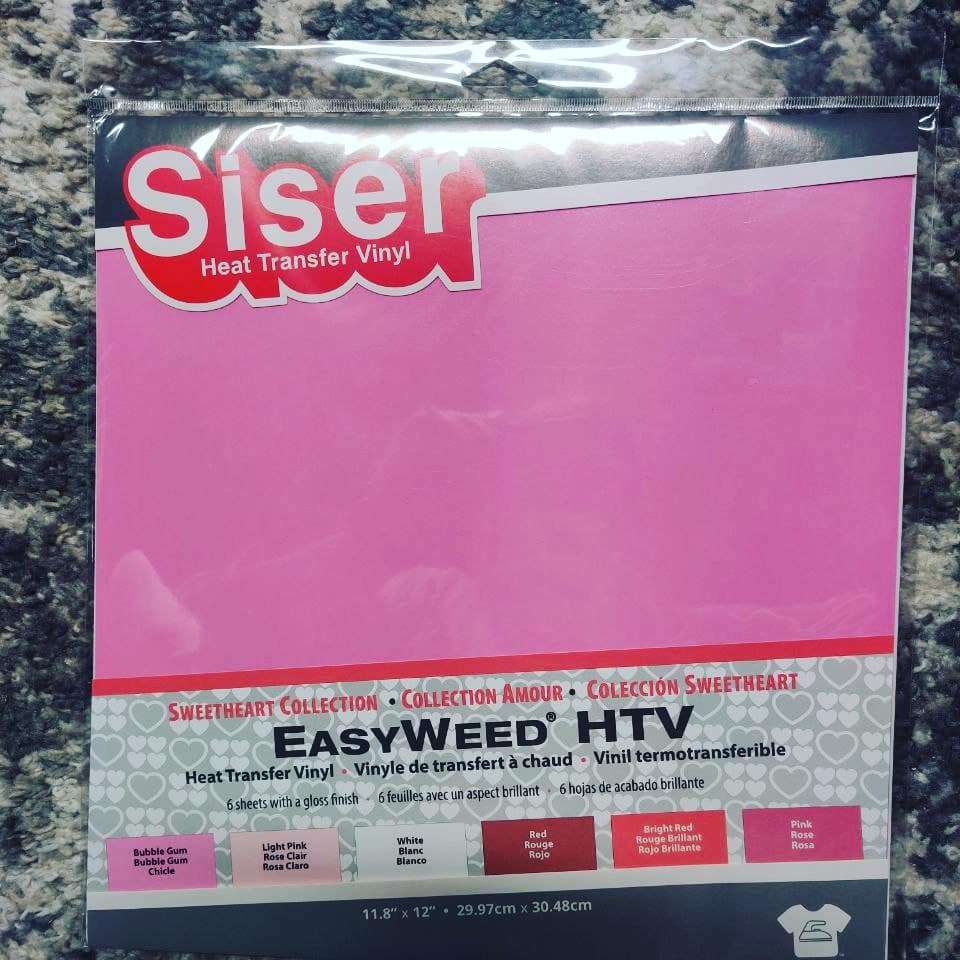 Siser
Heat Transfer Vinyl
SWEETHEART COLLECTION • COLLECTION AMOUR • COLECCIÓN SWEETHEART
EASYWEED® HTV
Heat Transfer Vinyl • Vinyle de transfert à chaud • Vinil termotransferible
6 sheets with a gloss finish • 6 feuilles avec un aspect brillant • 6 hojas de acabado brillante
Bubble Gum
Bubble Gum
Chicle
Light Pink
Rose Clair
Rosa Claro
White
Blanc
Blanco
Red
Rouge
Rojo
Bright Red
Rouge Brillant
Rojo Brillante
Pink
Rose
Rosa
11.8" x 12" • 29.97cm x 30.48cm